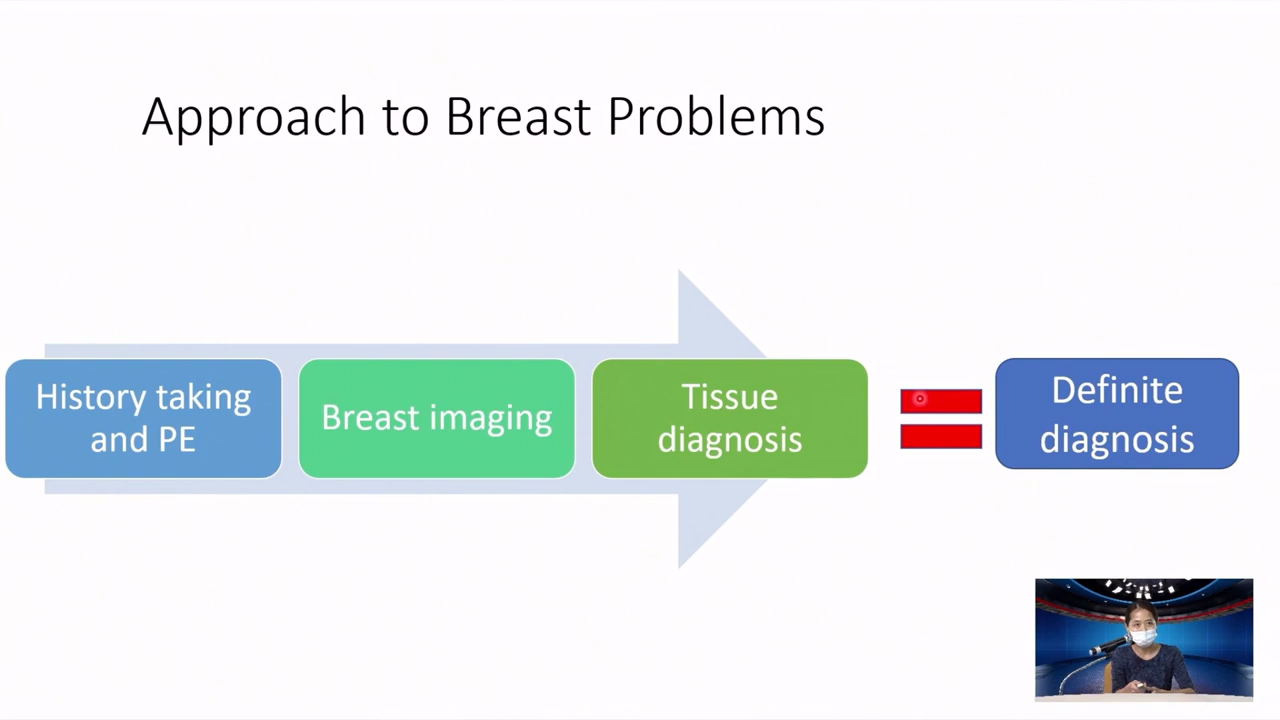 Approach to Breast Problems
History taking
and PE
Breast imaging
Tissue
diagnosis
Definite
diagnosis